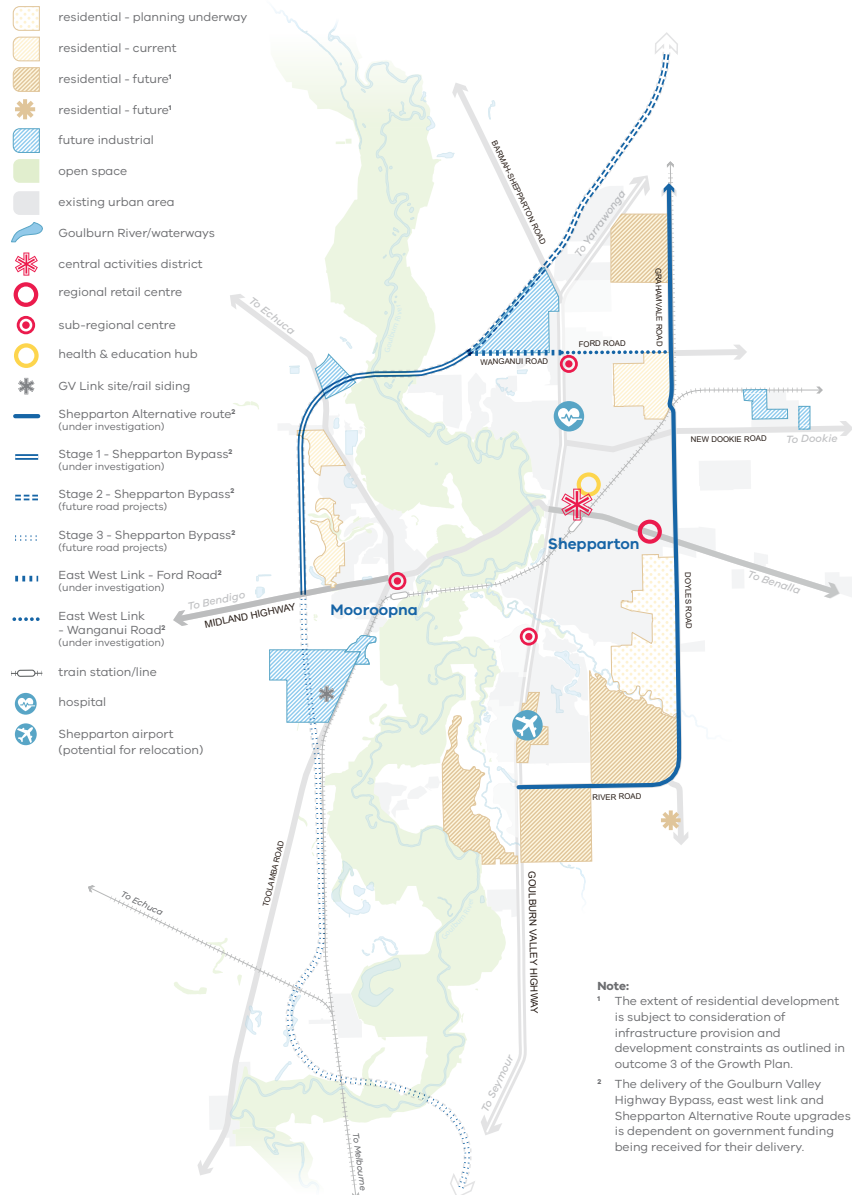 residential - planning underway
residential - current
residential - future¹
residential - future¹
future industrial
open space
existing urban area
Goulburn River/waterways
central activities district
regional retail centre
sub-regional centre
health & education hub
GV Link site/rail siding
Shepparton Alternative route²
(under investigation)
Stage 1 - Shepparton Bypass²
(under investigation)
Stage 2 - Shepparton Bypass²
(future road projects)
Stage 3 - Shepparton Bypass²
(future road projects)
East West Link - Ford Road²
(under investigation)
East West Link
- Wanganui Road²
(under investigation)
train station/line
hospital
Shepparton airport
(potential for relocation)
BARMAH-SHEPPARTON ROAD
To Yarrawonga
GRAHAMVALE ROAD
To Echuca
FORD ROAD
WANGANUI ROAD
NEW DOOKIE ROAD
To Dookie
Shepparton
To Benalla
DOYLES ROAD
To Bendigo
MIDLAND HIGHWAY
Mooroopna
RIVER ROAD
TOOLAMBA ROAD
To Echuca
GOULBURN VALLEY HIGHWAY
To Seymour
To Melbourne
Note:
¹ The extent of residential development
is subject to consideration of
infrastructure provision and
development constraints as outlined in
outcome 3 of the Growth Plan.
² The delivery of the Goulburn Valley
Highway Bypass, east west link and
Shepparton Alternative Route upgrades
is dependent on government funding
being received for their delivery.